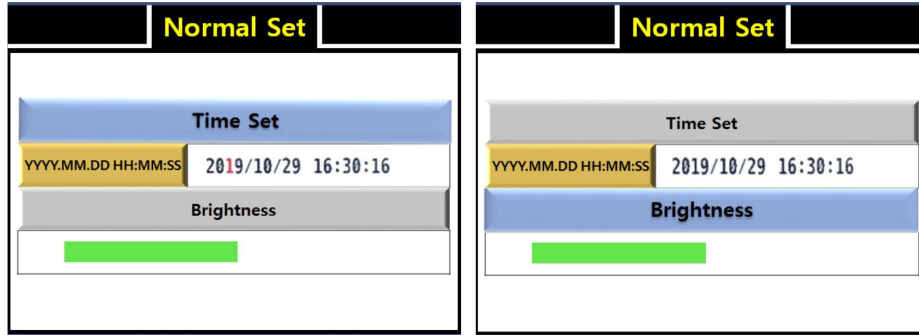 Normal Set
Time Set
YYYY.MM.DD HH:MM:SS 2019/10/29 16:30:16
Brightness
Normal Set
Time Set
YYYY.MM.DD HH:MM:SS 2019/10/29 16:30:16
Brightness